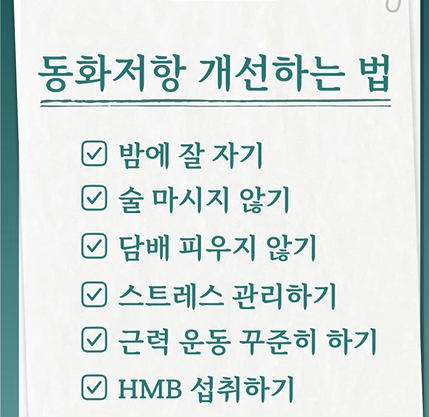 동화저항 개선하는 법
밤에 잘 자기
술 마시지 않기
담배 피우지 않기
스트레스 관리하기
근력 운동 꾸준히 하기
HMB 섭취하기